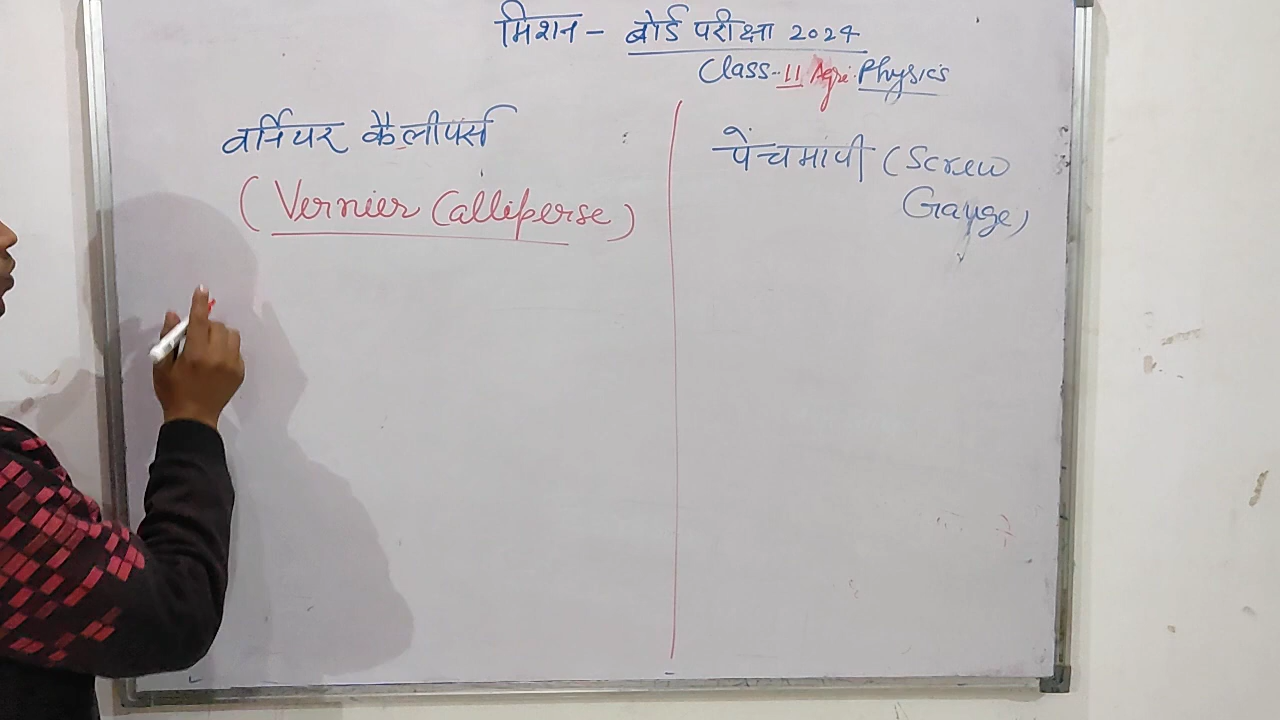 मिशन - बोर्ड परीक्षा 2024
Class-11 Agri Physics
वर्नियर कैलीपर्स
(Vernier Calliperse)
पेंचमापी (Screw
Gauge)